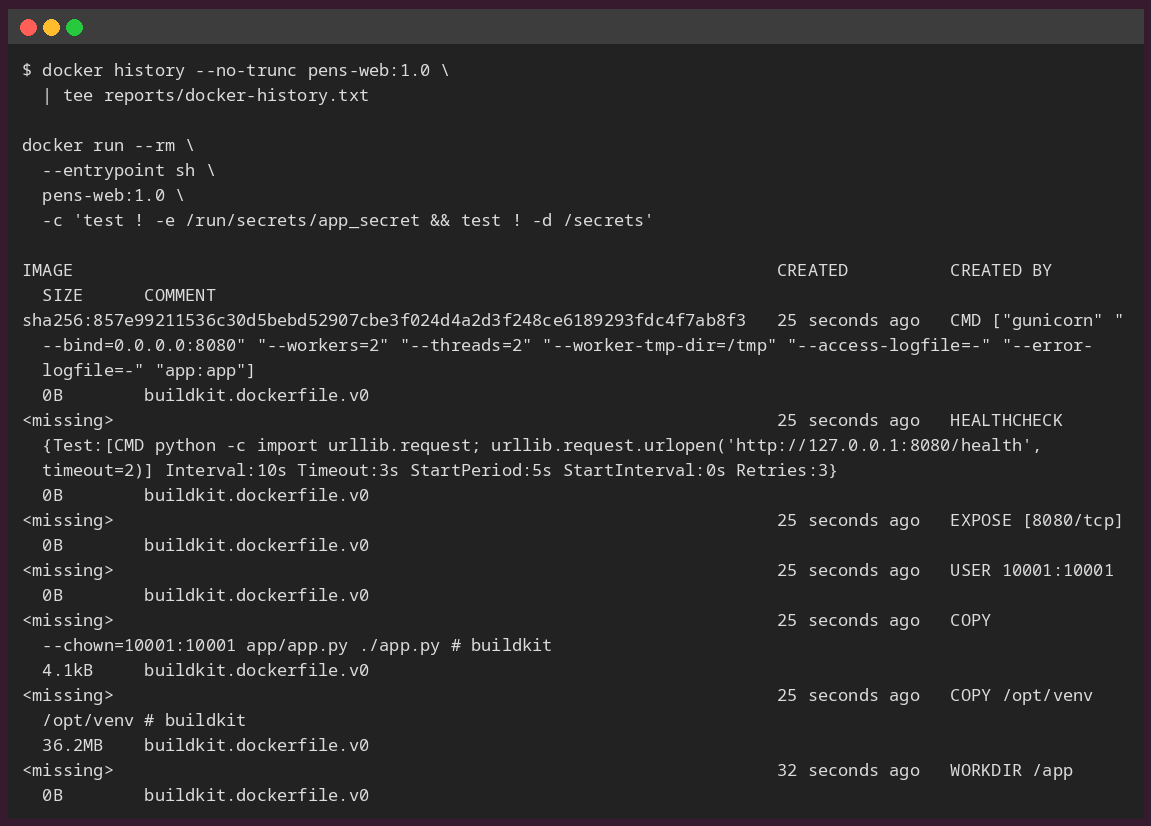 $ docker history --no-trunc pens-web:1.0 \
  | tee reports/docker-history.txt

docker run --rm \
  --entrypoint sh \
  pens-web:1.0 \
  -c 'test ! -e /run/secrets/app_secret && test ! -d /secrets'

IMAGE                                                                     CREATED          CREATED BY
  SIZE      COMMENT
sha256:857e99211536c30d5bebd52907cbe3f024d4a2d3f248ce6189293fdc4f7ab8f3   25 seconds ago   CMD ["gunicorn" "
  --bind=0.0.0.0:8080" "--workers=2" "--threads=2" "--worker-tmp-dir=/tmp" "--access-logfile=-" "--error-
  logfile=-" "app:app"]
  0B        buildkit.dockerfile.v0
<missing>                                                                 25 seconds ago   HEALTHCHECK
  {Test:[CMD python -c import urllib.request; urllib.request.urlopen('http://127.0.0.1:8080/health',
  timeout=2)] Interval:10s Timeout:3s StartPeriod:5s StartInterval:0s Retries:3}
  0B        buildkit.dockerfile.v0
<missing>                                                                 25 seconds ago   EXPOSE [8080/tcp]
  0B        buildkit.dockerfile.v0
<missing>                                                                 25 seconds ago   USER 10001:10001
  0B        buildkit.dockerfile.v0
<missing>                                                                 25 seconds ago   COPY
  --chown=10001:10001 app/app.py ./app.py # buildkit
  4.1kB     buildkit.dockerfile.v0
<missing>                                                                 25 seconds ago   COPY /opt/venv
  /opt/venv # buildkit
  36.2MB    buildkit.dockerfile.v0
<missing>                                                                 32 seconds ago   WORKDIR /app
  0B        buildkit.dockerfile.v0